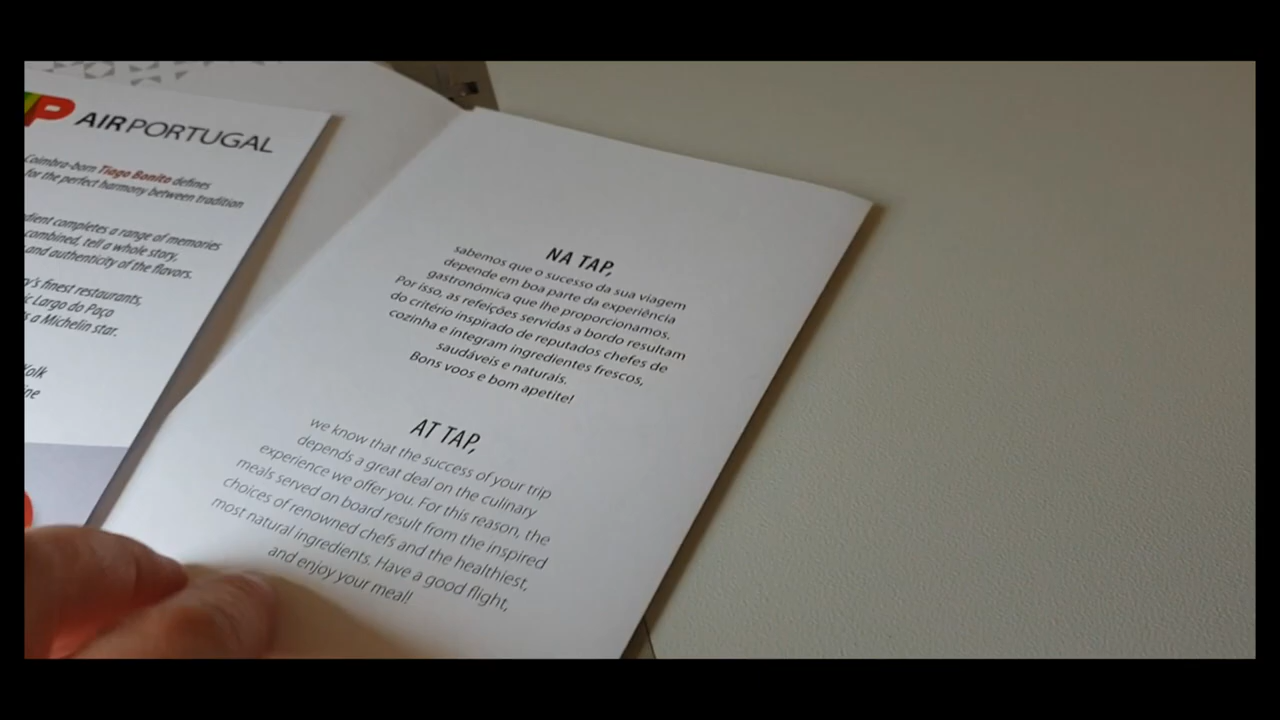 P AIRPORTUGAL
Coimbra-born Tiago Bonito defines
for the perfect harmony between tradition
dient completes a range of memories
combined, tell a whole story,
and authenticity of the flavors.
y's finest restaurants,
c Largo do Paço
s a Michelin star.
Kolk
ine
NA TAP,
sabemos que o sucesso da sua viagem
depende em boa parte da experiência
gastronómica que lhe proporcionamos.
Por isso, as refeições servidas a bordo resultam
do critério inspirado de reputados chefes de
cozinha e integram ingredientes frescos,
saudáveis e naturais.
Bons voos e bom apetite!
AT TAP,
we know that the success of your trip
depends a great deal on the culinary
experience we offer you. For this reason, the
meals served on board result from the inspired
choices of renowned chefs and the healthiest,
most natural ingredients. Have a good flight,
and enjoy your meal!